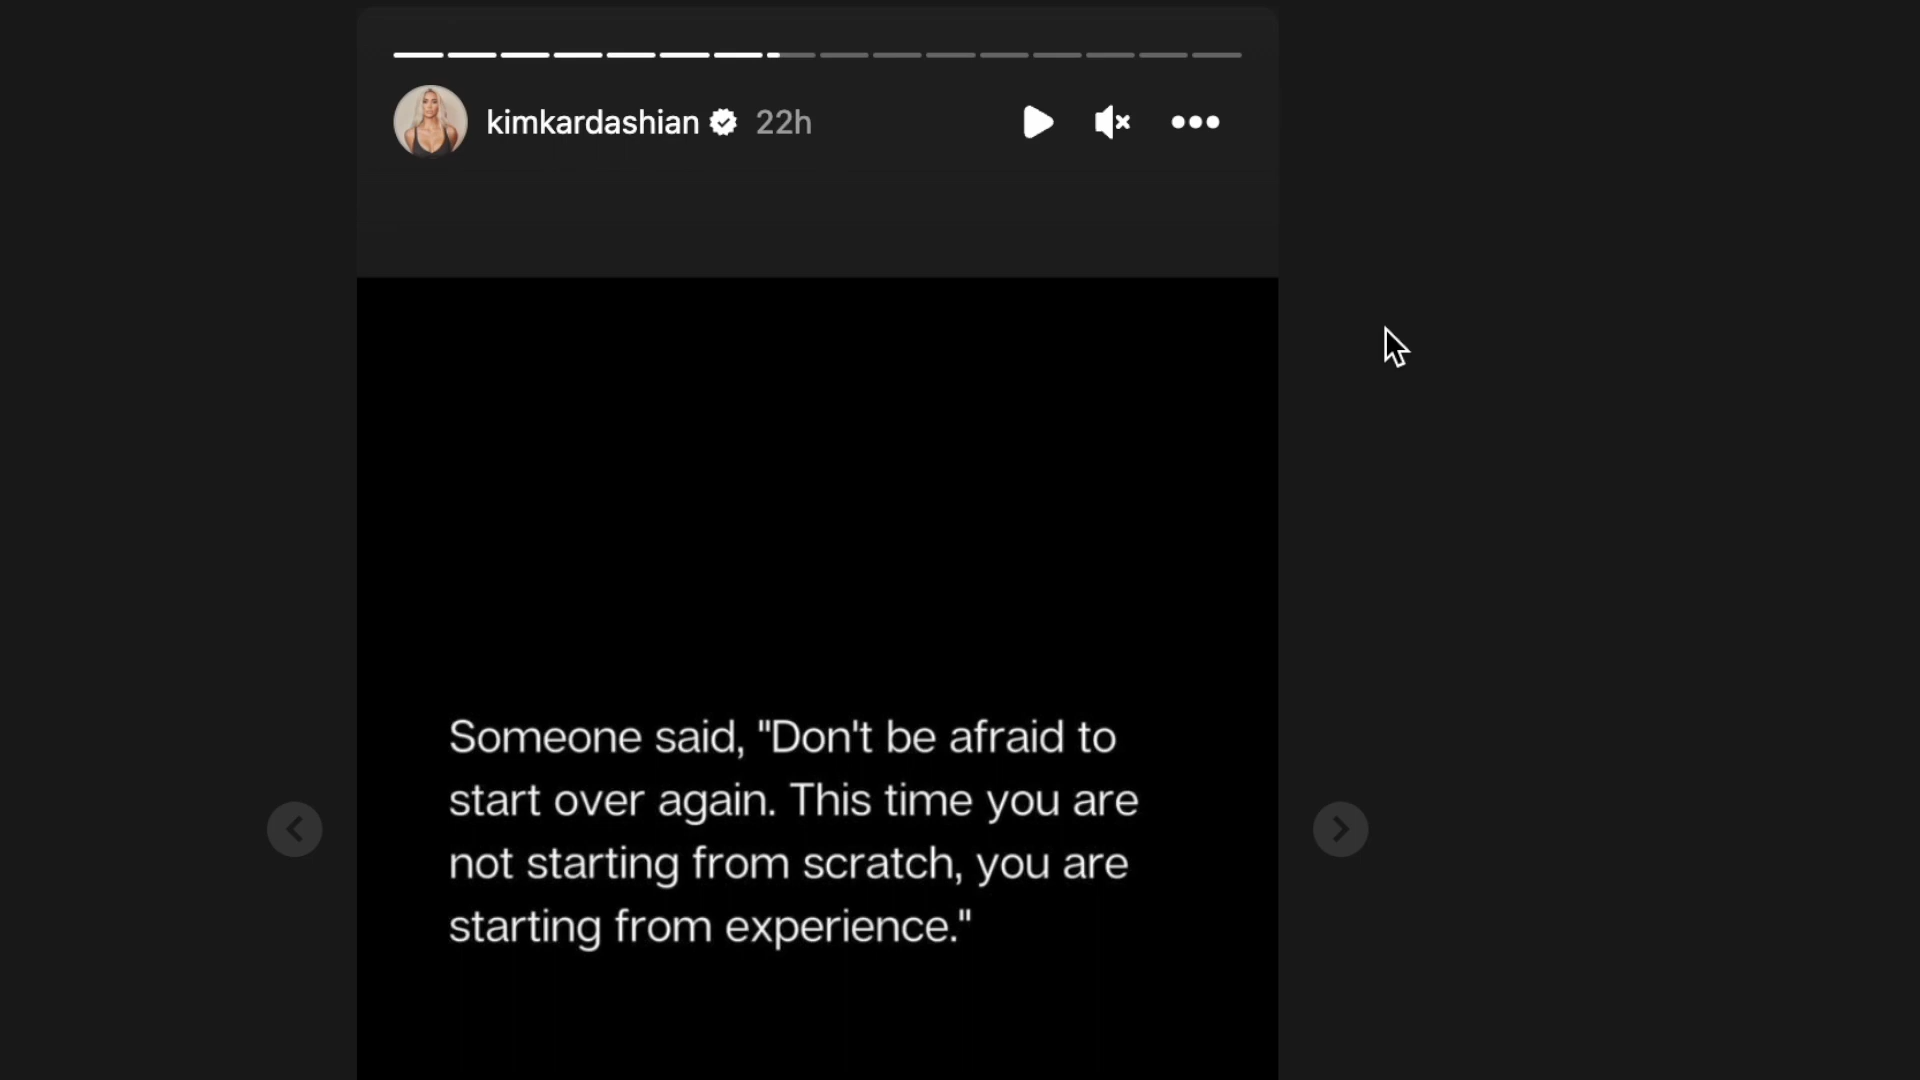 kimkardashian 22h
Someone said, "Don't be afraid to
start over again. This time you are
not starting from scratch, you are
starting from experience."